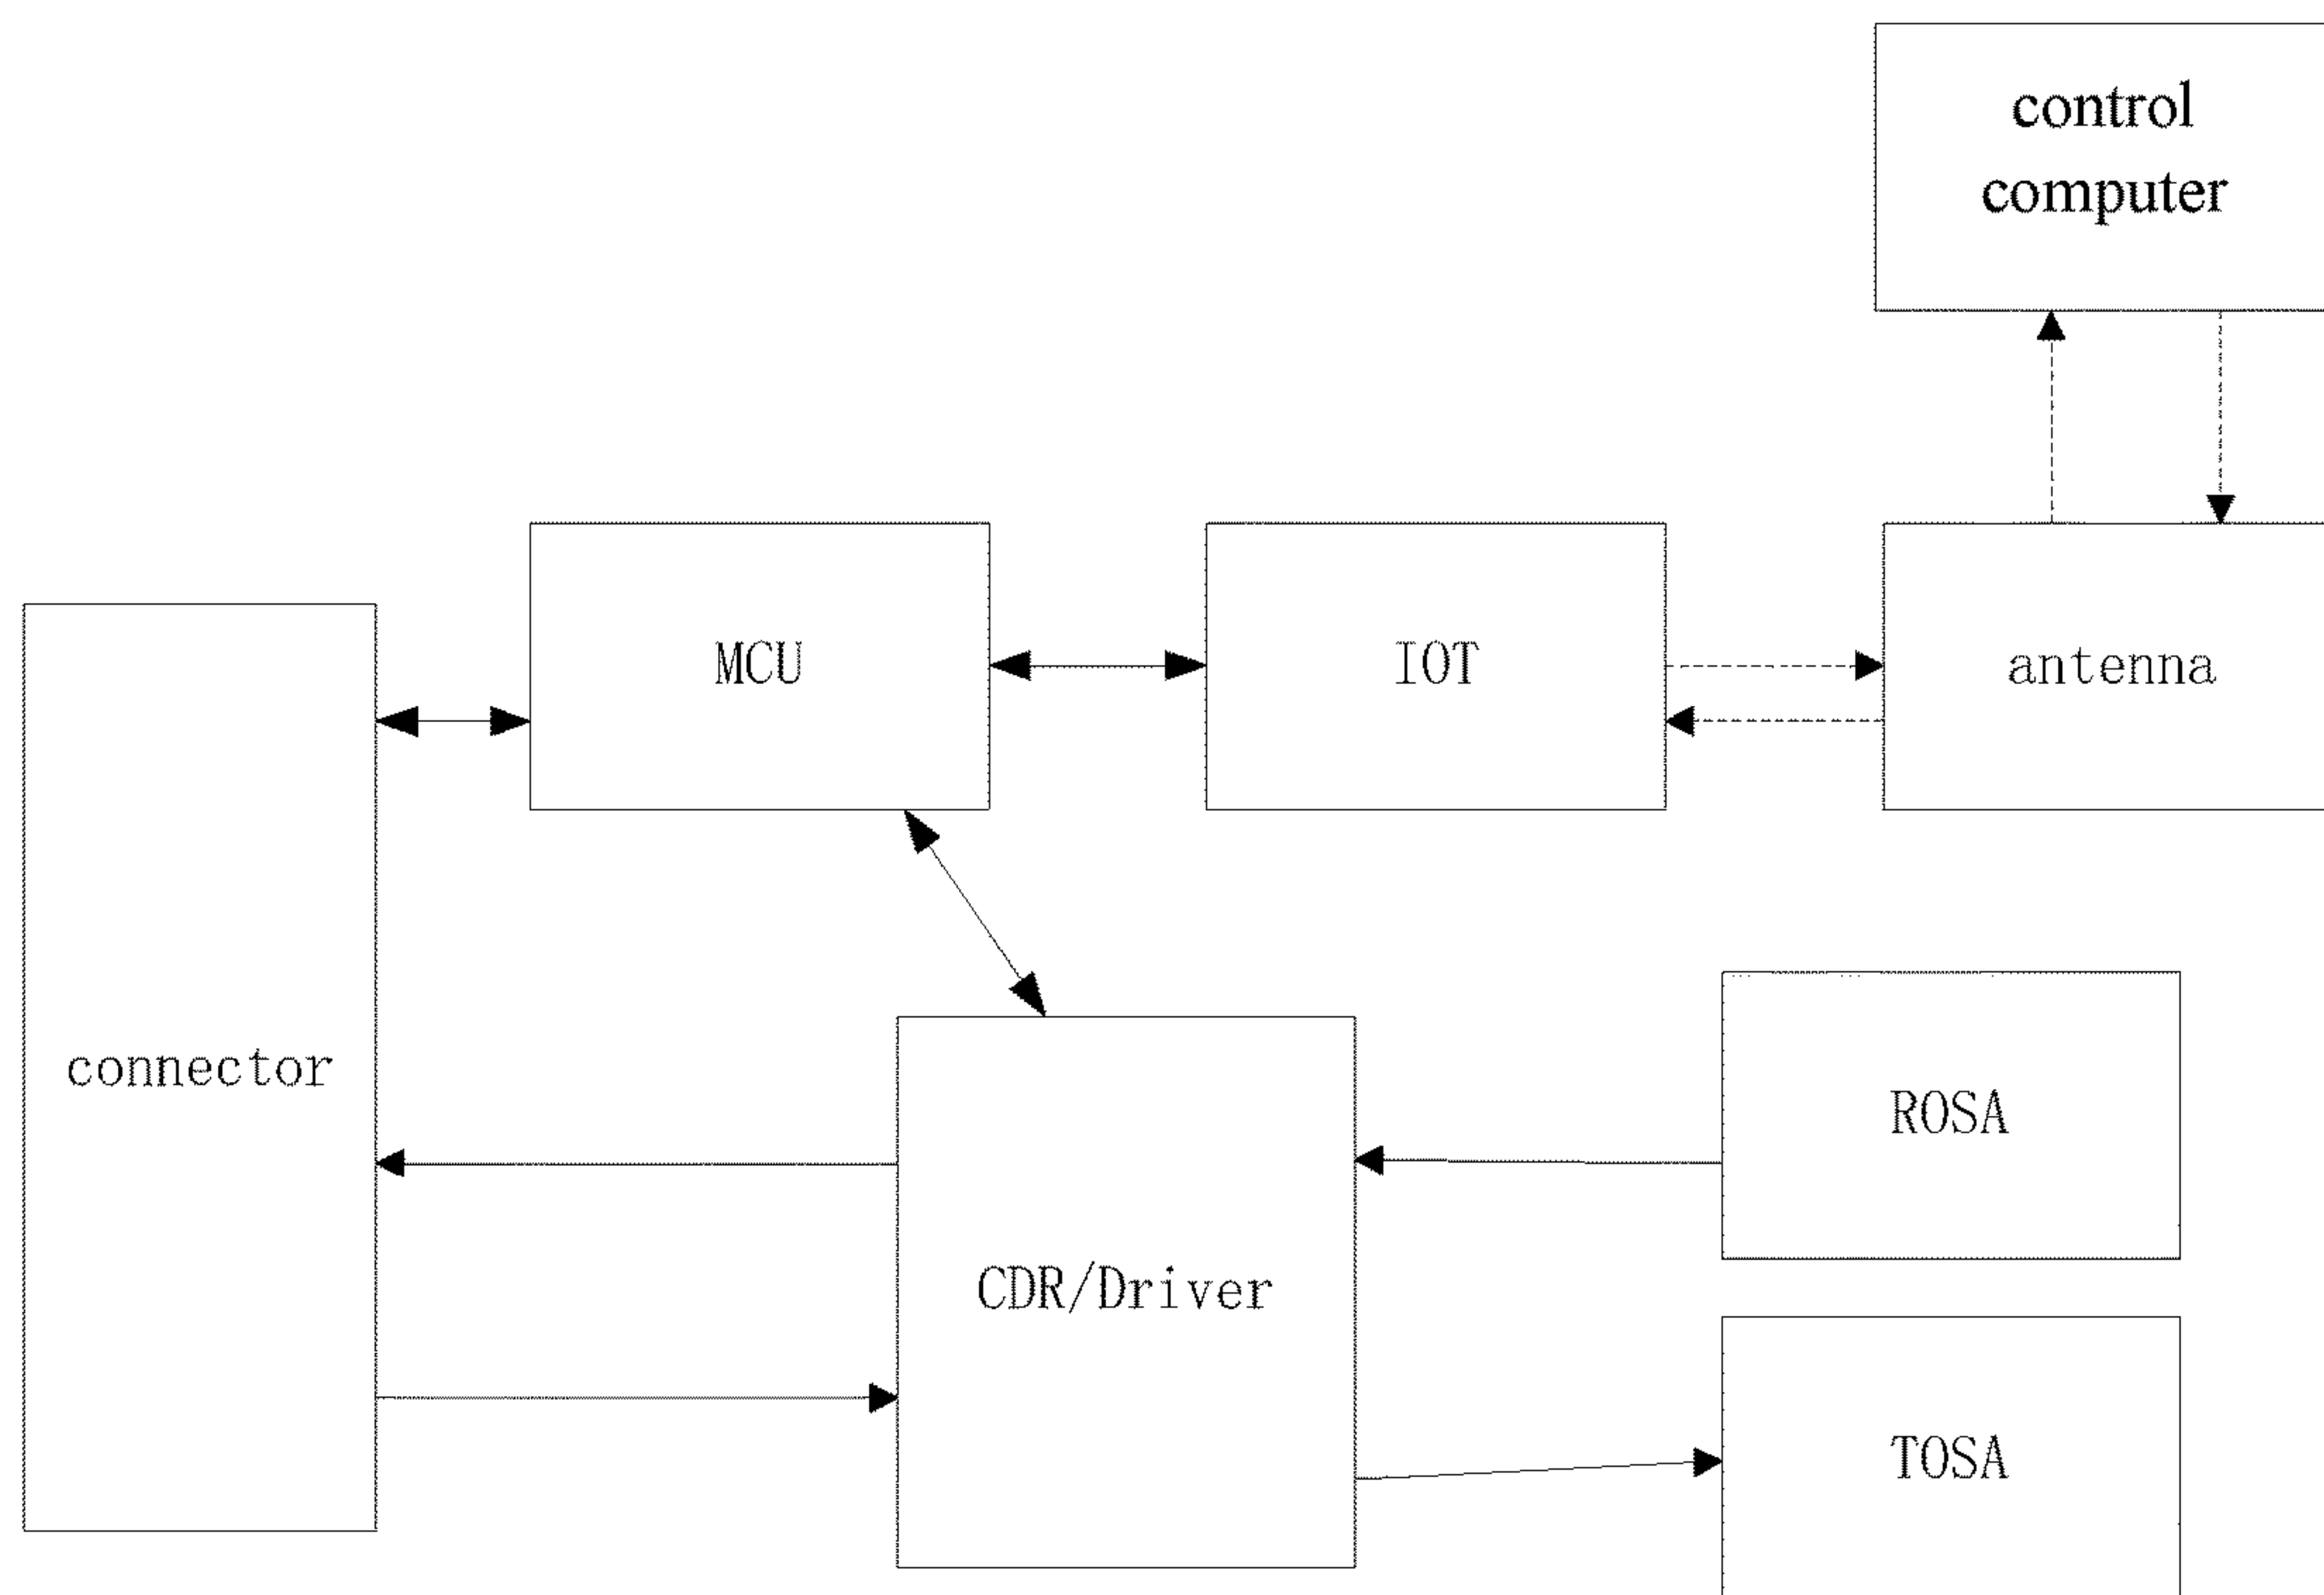 control
computer
MCU
IOT
antenna
connector
ROSA
CDR/Driver
TOSA